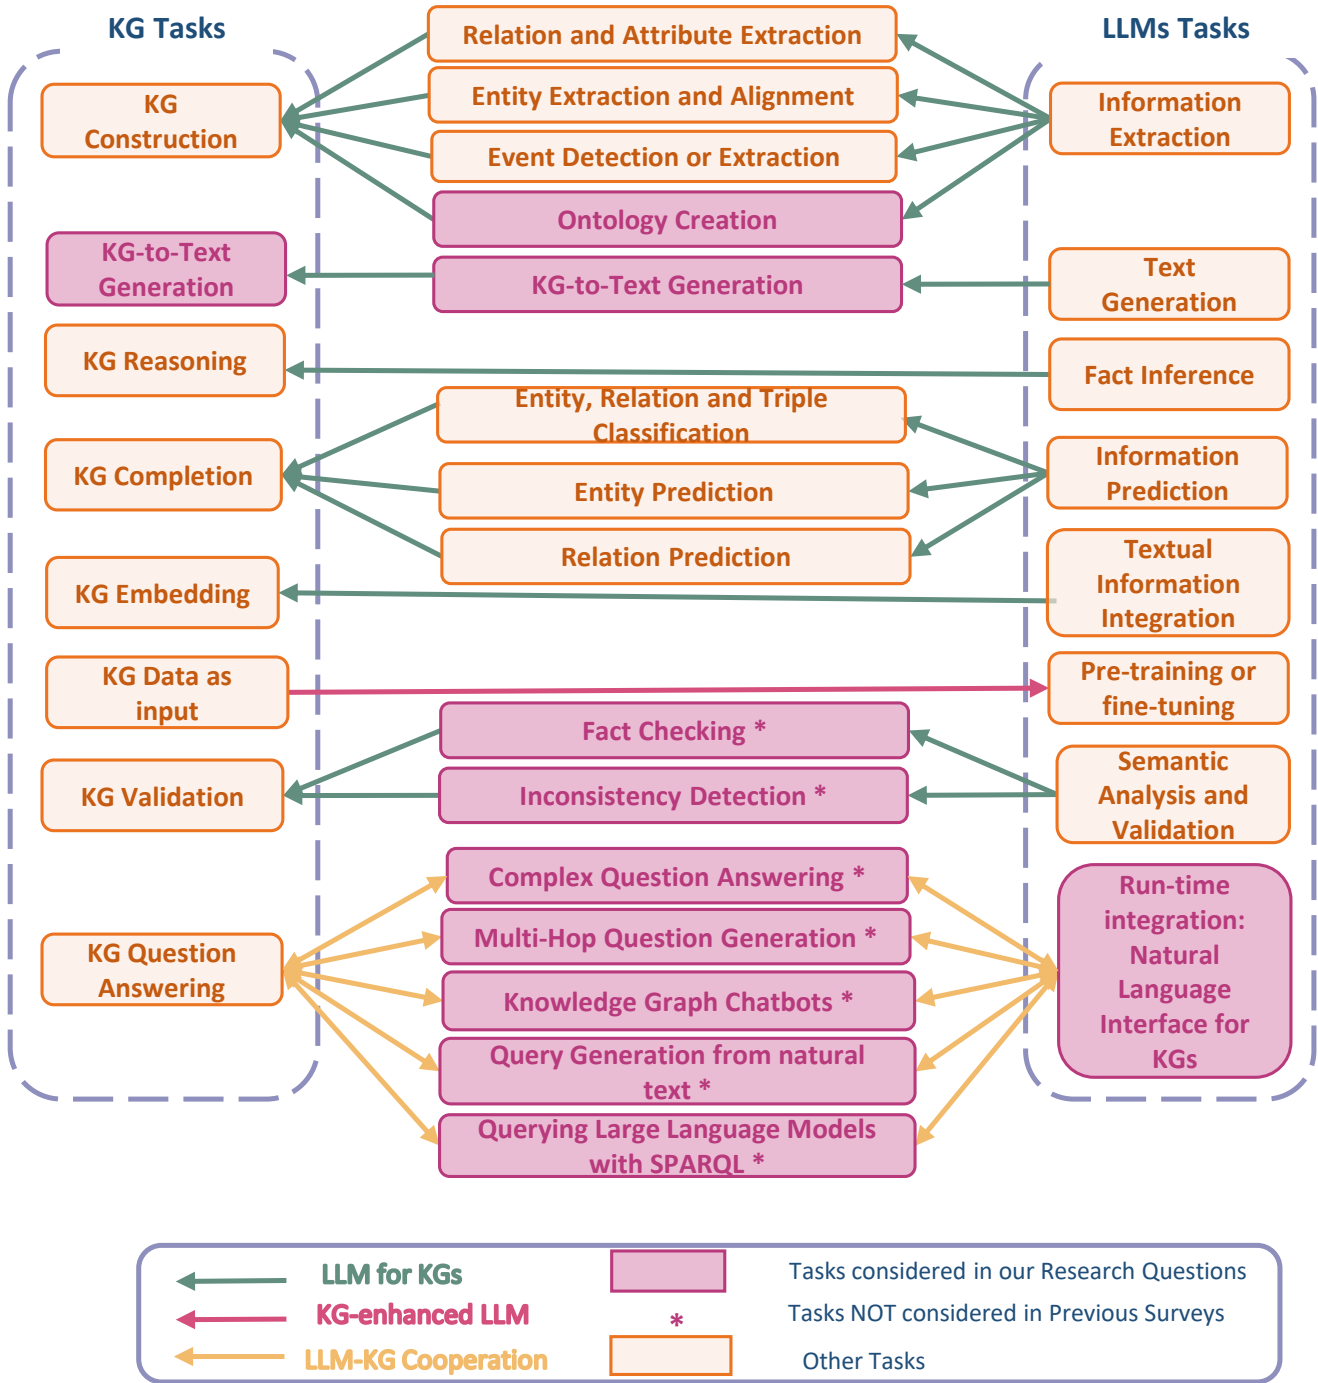 KG Tasks
LLMs Tasks
Relation and Attribute Extraction
Entity Extraction and Alignment
Event Detection or Extraction
Ontology Creation
KG
Construction
Information
Extraction
KG-to-Text
Generation
KG-to-Text Generation
Text
Generation
KG Reasoning
Fact Inference
Entity, Relation and Triple
Classification
KG Completion
Entity Prediction
Relation Prediction
Information
Prediction
KG Embedding
Textual
Information
Integration
KG Data as
input
Pre-training or
fine-tuning
Fact Checking *
Inconsistency Detection *
KG Validation
Semantic
Analysis and
Validation
Complex Question Answering *
Multi-Hop Question Generation *
Knowledge Graph Chatbots *
Query Generation from natural
text *
Querying Large Language Models
with SPARQL *
KG Question
Answering
Run-time
integration:
Natural
Language
Interface for
KGs
LLM for KGs
Tasks considered in our Research Questions
KG-enhanced LLM
* Tasks NOT considered in Previous Surveys
LLM-KG Cooperation
Other Tasks